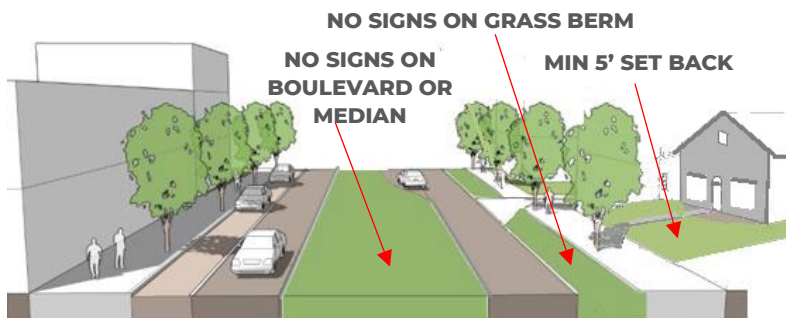 NO SIGNS ON GRASS BERM
NO SIGNS ON
BOULEVARD OR
MEDIAN
MIN 5’ SET BACK